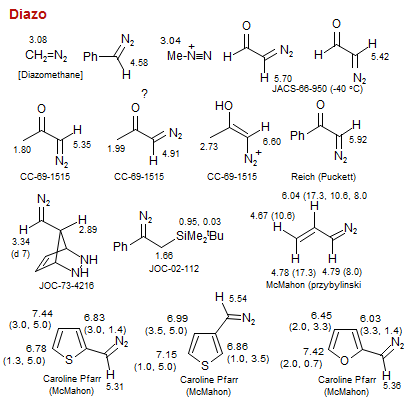 Diazo
3.08
CH2=N2
[Diazomethane]
Ph
N2
H
4.58
3.04
Me-N≡N
+
O
H
N2
H
5.70
O
H
H
5.42
N2
JACS-66-950 (-40 °C)
O
1.80
H
5.35
N2
CC-69-1515
?
O
1.99
N2
H
4.91
CC-69-1515
HO
2.73
H
6.60
N2
+
CC-69-1515
O
Ph
N2
H
5.92
Reich (Puckett)
N2
H
3.34
(d 7)
H
2.89
NH
NH
JOC-73-4216
N2
Ph
0.95, 0.03
SiMe2tBu
1.66
JOC-02-112
6.04 (17.3, 10.6, 8.0
4.67 (10.6)
H
H
N2
H
H
4.78 (17.3)
4.79 (8.0)
McMahon (przybylinski
7.44
(3.0, 5.0)
6.83
(3.0, 1.4)
6.78
(1.3, 5.0)
S
N2
H
5.31
Caroline Pfarr
(McMahon)
5.54
H
N2
6.99
(3.5, 5.0)
7.15
(1.0, 5.0)
S
6.86
(1.0, 3.5)
Caroline Pfarr
(McMahon)
6.45
(2.0, 3.3)
6.03
(3.3, 1.4)
7.42
(2.0, 0.7)
O
N2
H
5.36
Caroline Pfarr
(McMahon)